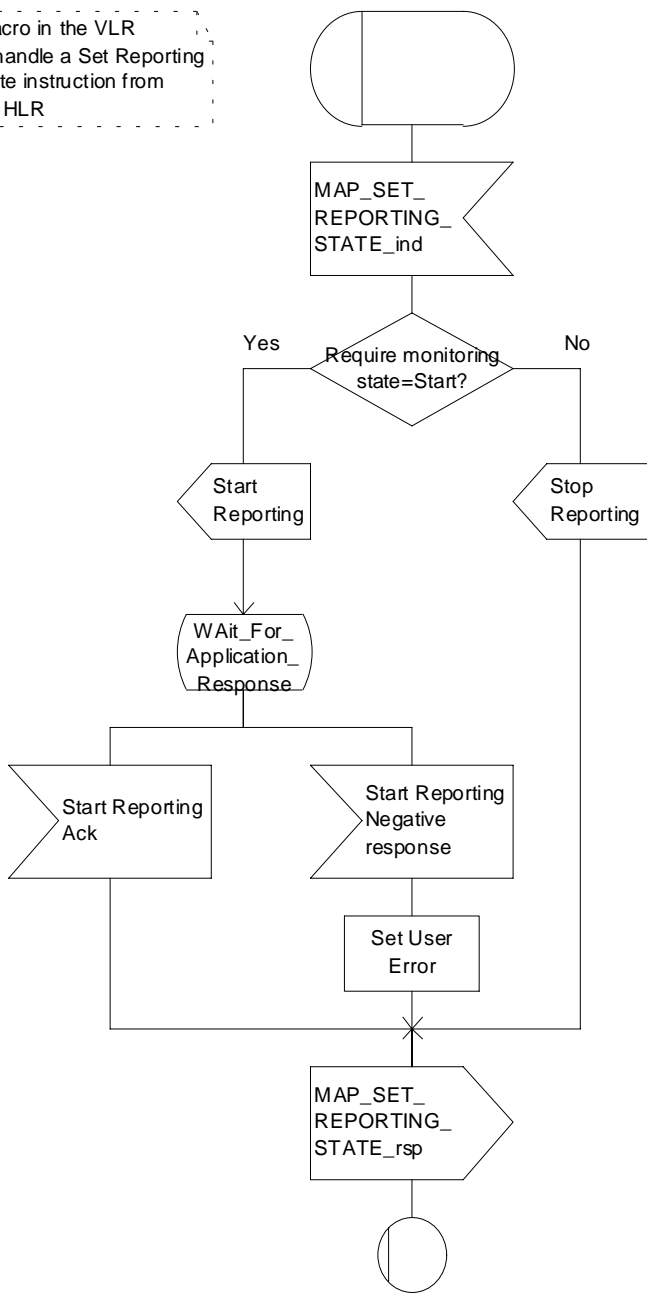 cro in the VLR
handle a Set Reporting
te instruction from
HLR
MAP_SET_
REPORTING_
STATE_ind
Yes
Require monitoring
state=Start?
No
Start
Reporting
Stop
Reporting
WAit_For_
Application_
Response
Start Reporting
Ack
Start Reporting
Negative
response
Set User
Error
MAP_SET_
REPORTING_
STATE_rsp